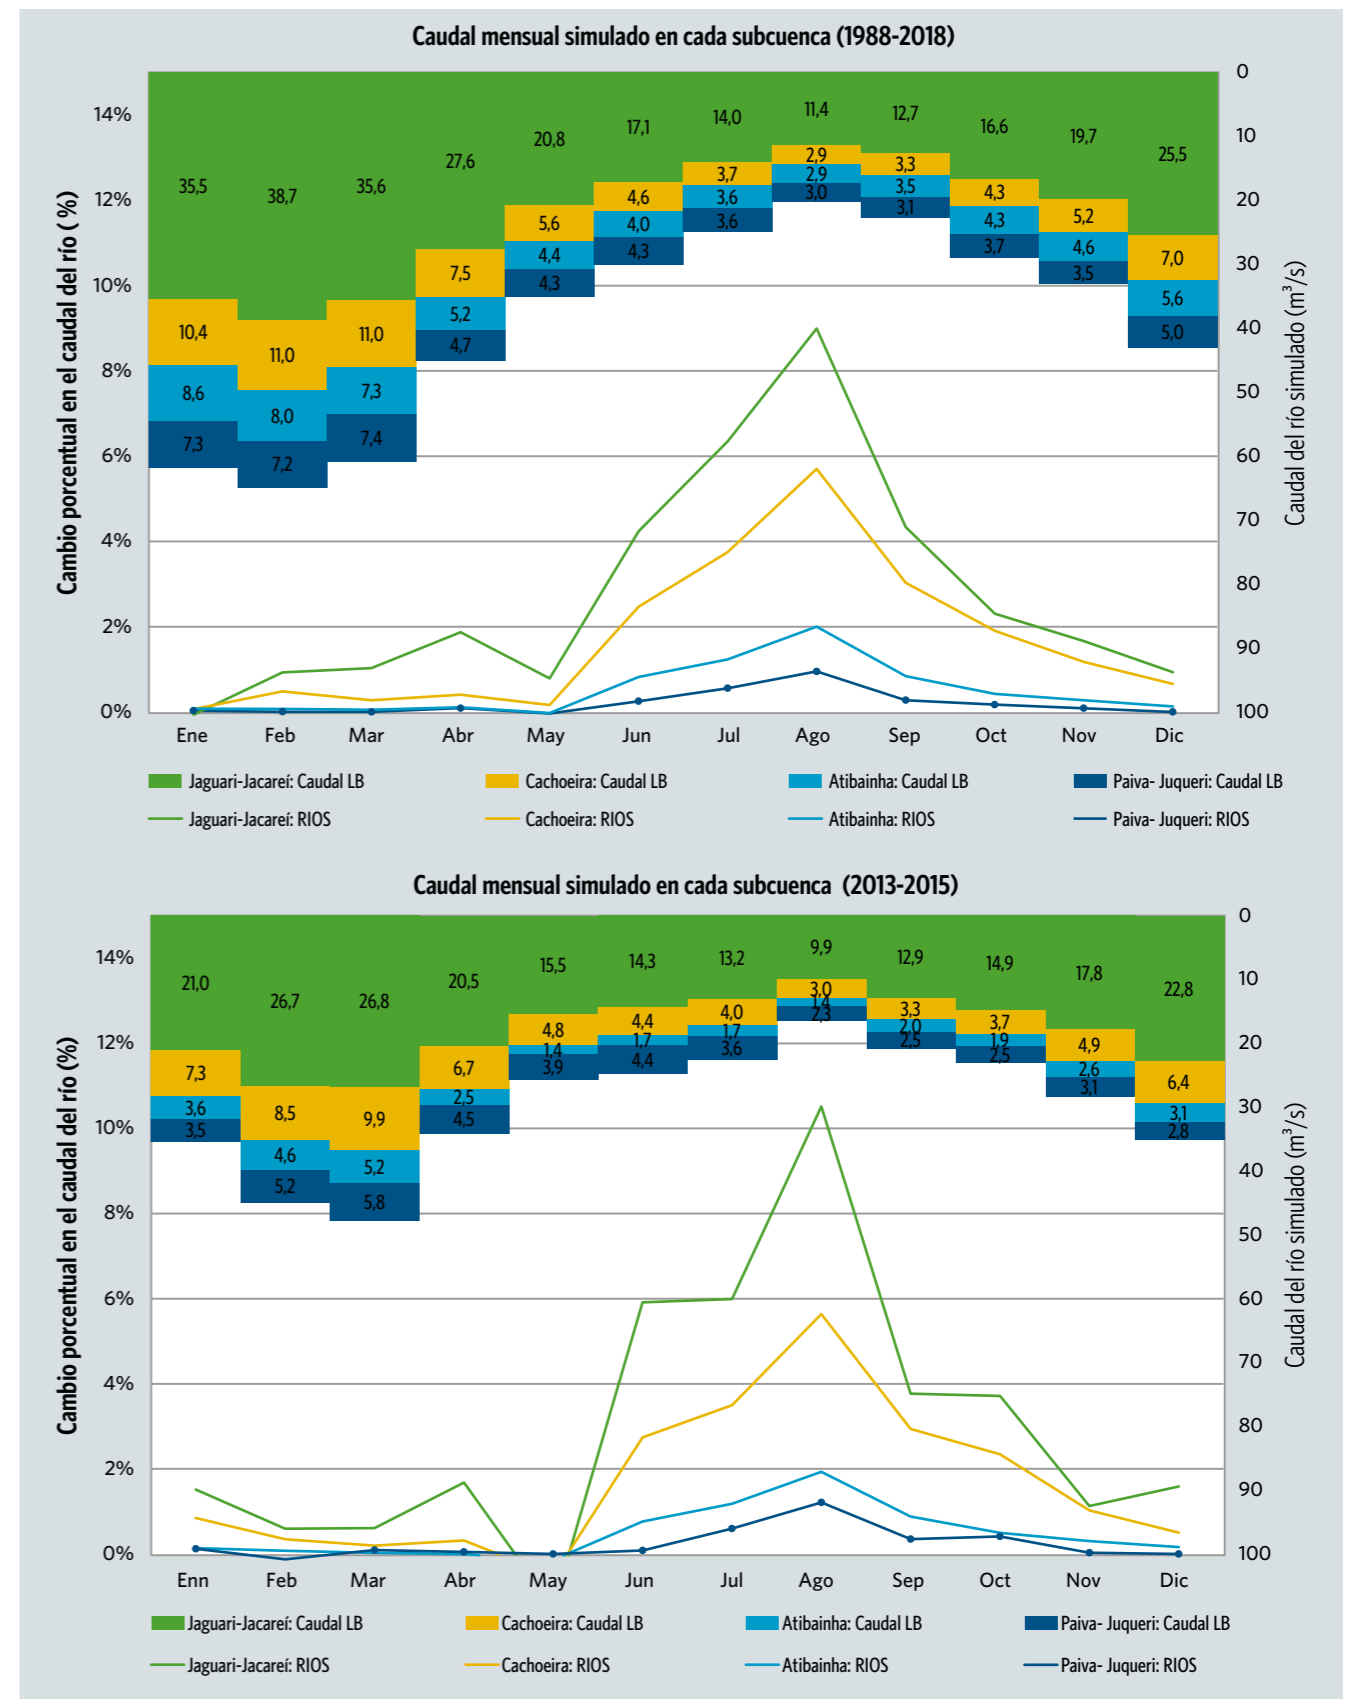 Caudal mensual simulado en cada subcuenca (1988-2018)
Cambio porcentual en el caudal del río ( %)
14%
12%
10%
8%
6%
4%
2%
0%
35,5 38,7 35,6 27,6 20,8 17,1 14,0 11,4 12,7 16,6 19,7 25,5
10,4 11,0 11,0 7,5 5,6 4,6 3,7 2,9 3,3 4,3 5,2 7,0
8,6 8,0 7,3 5,2 4,4 4,0 3,6 2,9 3,5 4,3 4,6 5,6
7,3 7,2 7,4 4,7 4,3 4,3 3,6 3,0 3,1 3,7 3,5 5,0
0
10
20
30
40
50
60
70
80
90
100
Caudal del río simulado (m³/s)
Ene Feb Mar Abr May Jun Jul Ago Sep Oct Nov Dic
Jaguari-Jacareí: Caudal LB Cachoeira: Caudal LB Atibainha: Caudal LB Paiva- Juqueri: Caudal LB
Jaguari-Jacareí: RIOS Cachoeira: RIOS Atibainha: RIOS Paiva- Juqueri: RIOS
Caudal mensual simulado en cada subcuenca (2013-2015)
Cambio porcentual en el caudal del río (%)
14%
12%
10%
8%
6%
4%
2%
0%
21,0 26,7 26,8 20,5 15,5 14,3 13,2 9,9 12,9 14,9 17,8 22,8
7,3 8,5 9,9 6,7 4,8 4,4 4,0 3,0 3,3 3,7 4,9 6,4
3,6 4,6 5,2 2,5 1,4 1,7 1,7 1,4 2,0 1,9 2,6 3,1
3,5 5,2 5,8 4,5 3,9 4,4 3,6 2,3 2,5 2,5 3,1 2,8
0
10
20
30
40
50
60
70
80
90
100
Caudal del río simulado (m³/s)
Enn Feb Mar Abr May Jun Jul Ago Sep Oct Nov Dic
Jaguari-Jacareí: Caudal LB Cachoeira: Caudal LB Atibainha: Caudal LB Paiva- Juqueri: Caudal LB
Jaguari-Jacareí: RIOS Cachoeira: RIOS Atibainha: RIOS Paiva- Juqueri: RIOS